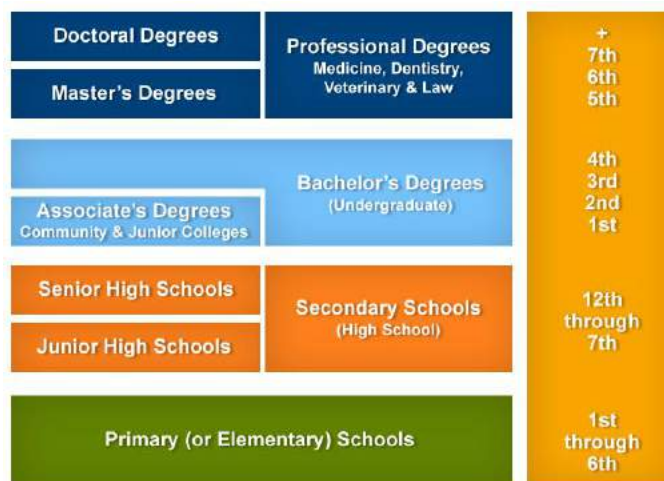 Doctoral Degrees
Master's Degrees
Professional Degrees
Medicine, Dentistry,
Veterinary & Law
+
7th
6th
5th
Bachelor's Degrees
(Undergraduate)
Associate's Degrees
Community & Junior Colleges
4th
3rd
2nd
1st
Senior High Schools
Junior High Schools
Secondary Schools
(High School)
12th
through
7th
Primary (or Elementary) Schools
1st
through
6th